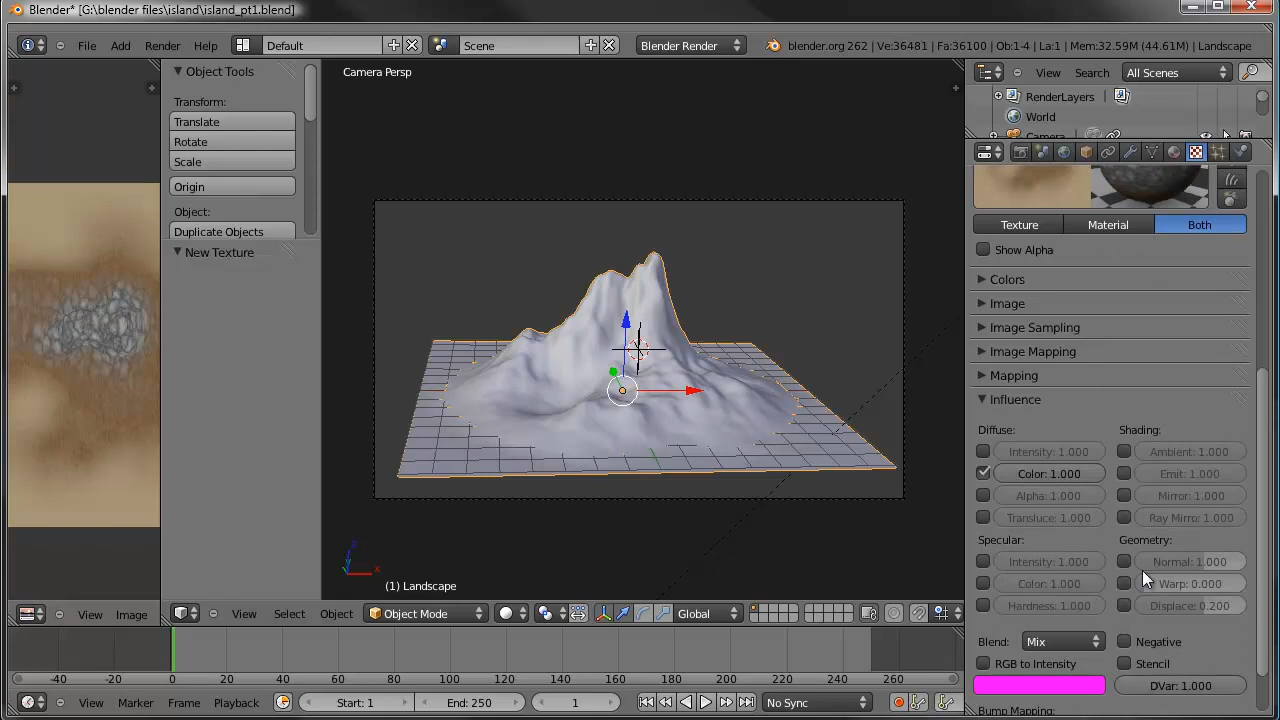 Blender* [G:\blender files\island\island_pt1.blend]
File Add Render Help Default Scene Blender Render blender.org 262 | Ve:36481 | Fa:36100 | Ob:1-4 | La:1 | Mem:32.59M (44.61M) | Landscape
Object Tools
Transform:
Translate
Rotate
Scale
Origin
Object:
Duplicate Objects
New Texture
Camera Persp
(1) Landscape
View Search All Scenes
RenderLayers |
World
Camera
Texture Material Both
Show Alpha
Colors
Image
Image Sampling
Image Mapping
Mapping
Influence
Diffuse: Shading:
Intensity: 1.000 Ambient: 1.000
Color: 1.000 Emit: 1.000
Alpha: 1.000 Mirror: 1.000
Transluce: 1.000 Ray Mirror: 1.000
Specular: Geometry:
Intensity: 1.000 Normal: 1.000
Color: 1.000 Warp: 0.000
Hardness: 1.000 Displace: 0.200
Blend: Mix Negative
RGB to Intensity Stencil
DVar: 1.000
Bump Mapping:
View Image View Select Object Object Mode Global
-40 -20 0 20 40 60 80 100 120 140 160 180 200 220 240 260
View Marker Frame Playback Start: 1 End: 250 1 No Sync